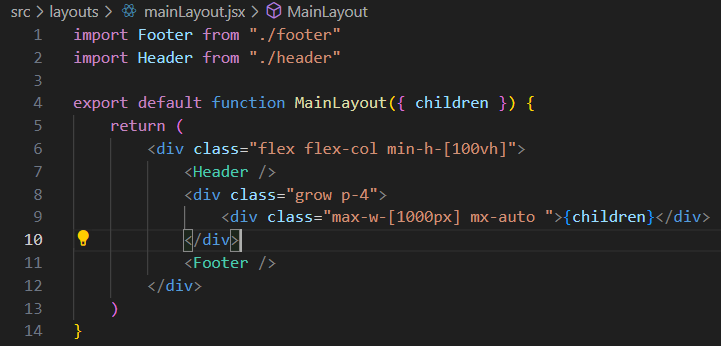 src > layouts > mainLayout.jsx > MainLayout
1 import Footer from "./footer"
2 import Header from "./header"
3
4 export default function MainLayout({ children }) {
5 return (
6 <div class="flex flex-col min-h-[100vh]">
7 <Header />
8 <div class="grow p-4">
9 <div class="max-w-[1000px] mx-auto ">{children}</div>
10 </div>
11 <Footer />
12 </div>
13 )
14 }